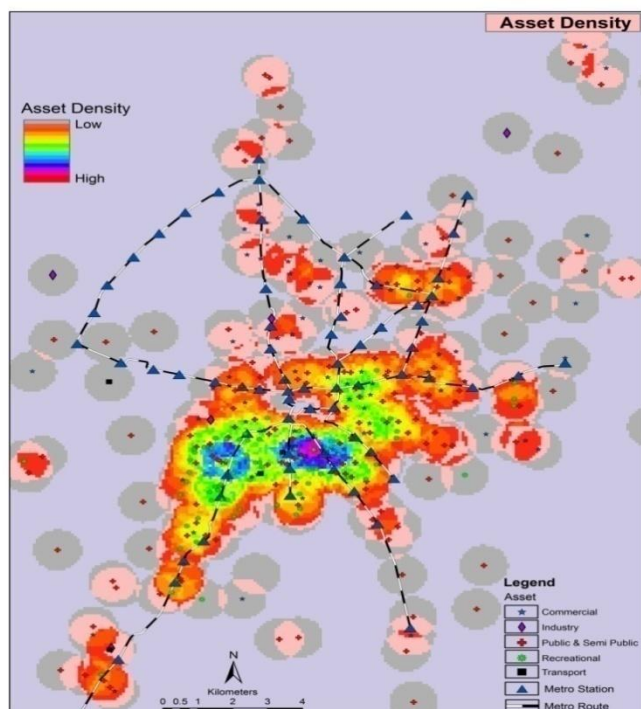 Asset Density
Asset Density
Low
High
Legend
Asset
Commercial
Industry
Public & Semi Public
Recreational
Transport
Metro Station
Metro Route
N
Kilometers
0 0.5 1 2 3 4